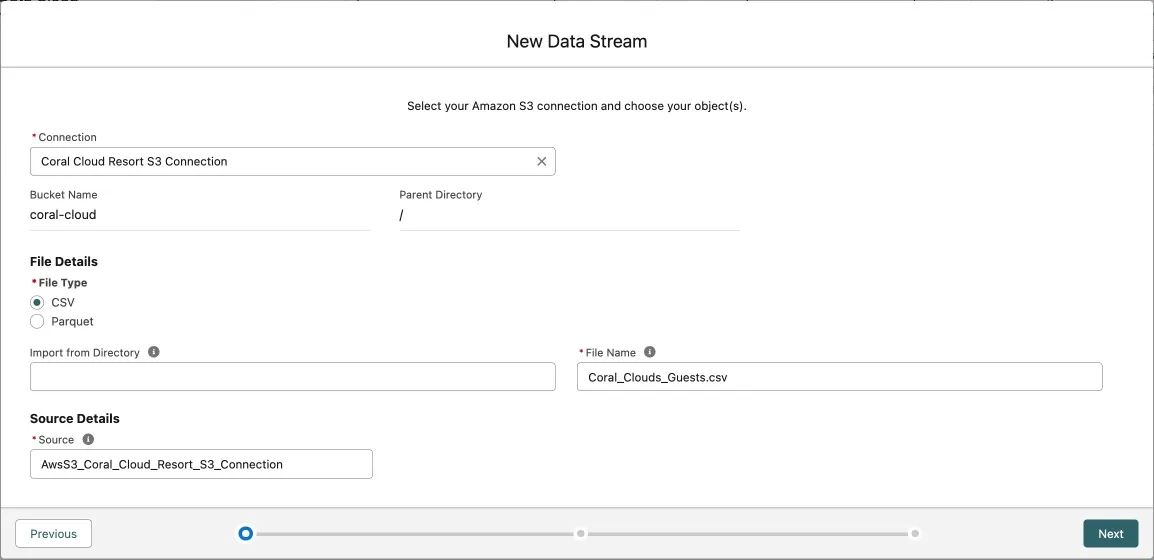 New Data Stream
Select your Amazon S3 connection and choose your object(s).
* Connection
Coral Cloud Resort S3 Connection
Bucket Name Parent Directory
coral-cloud /
File Details
* File Type
CSV
Parquet
Import from Directory * File Name
Coral_Clouds_Guests.csv
Source Details
* Source
AwsS3_Coral_Cloud_Resort_S3_Connection
Previous Next